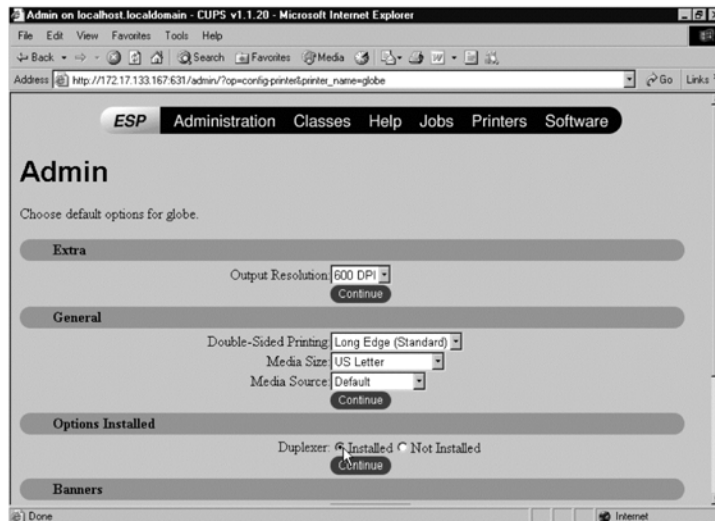 Admin on localhost.localdomain - CUPS v1.1.20 - Microsoft Internet Explorer
File Edit View Favorites Tools Help
Back Search Favorites Media
Address http://172.17.133.167:631/admin/?op=config-printer&printer_name=globe Go Links
ESP Administration Classes Help Jobs Printers Software
Admin
Choose default options for globe.
Extra
Output Resolution: 600 DPI
Continue
General
Double-Sided Printing: Long Edge (Standard)
Media Size: US Letter
Media Source: Default
Continue
Options Installed
Duplexer: Installed Not Installed
Continue
Banners
Done Internet